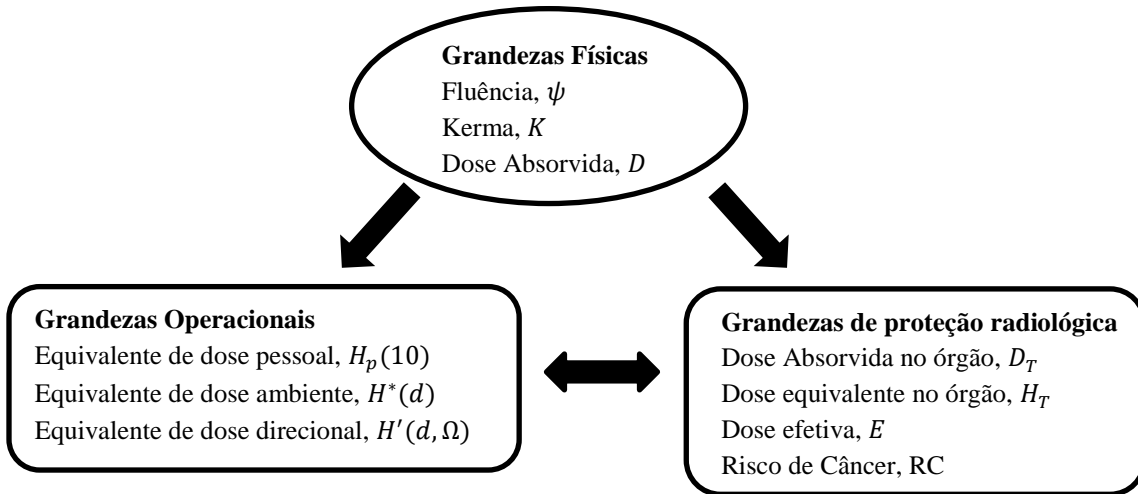 Grandezas Físicas
Fluência, ψ
Kerma, K
Dose Absorvida, D
Grandezas Operacionais
Equivalente de dose pessoal, H_p(10)
Equivalente de dose ambiente, H*(d)
Equivalente de dose direcional, H′(d, Ω)
Grandezas de proteção radiológica
Dose Absorvida no órgão, D_T
Dose equivalente no órgão, H_T
Dose efetiva, E
Risco de Câncer, RC